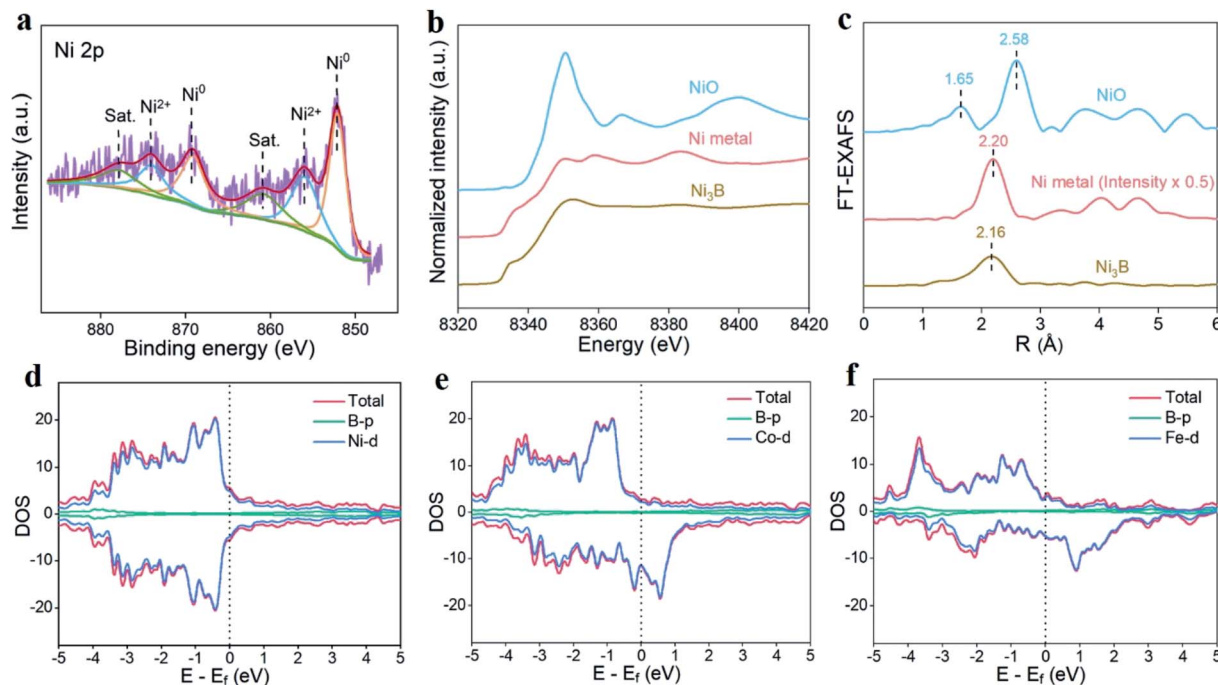 a
Ni 2p
Sat.
Ni²⁺
Ni⁰
Sat.
Ni²⁺
Ni⁰
Intensity (a.u.)
880
870
860
850
Binding energy (eV)
b
NiO
Ni metal
Ni₃B
Normalized intensity (a.u.)
8320
8340
8360
8380
8400
8420
Energy (eV)
c
1.65
2.58
NiO
2.20
Ni metal (Intensity x 0.5)
2.16
Ni₃B
FT-EXAFS
0
1
2
3
4
5
6
R (Å)
d
Total
B-p
Ni-d
DOS
20
10
0
-10
-20
-5
-4
-3
-2
-1
0
1
2
3
4
5
E - E_f (eV)
e
Total
B-p
Co-d
DOS
20
10
0
-10
-20
-5
-4
-3
-2
-1
0
1
2
3
4
5
E - E_f (eV)
f
Total
B-p
Fe-d
DOS
20
10
0
-10
-20
-5
-4
-3
-2
-1
0
1
2
3
4
5
E - E_f (eV)